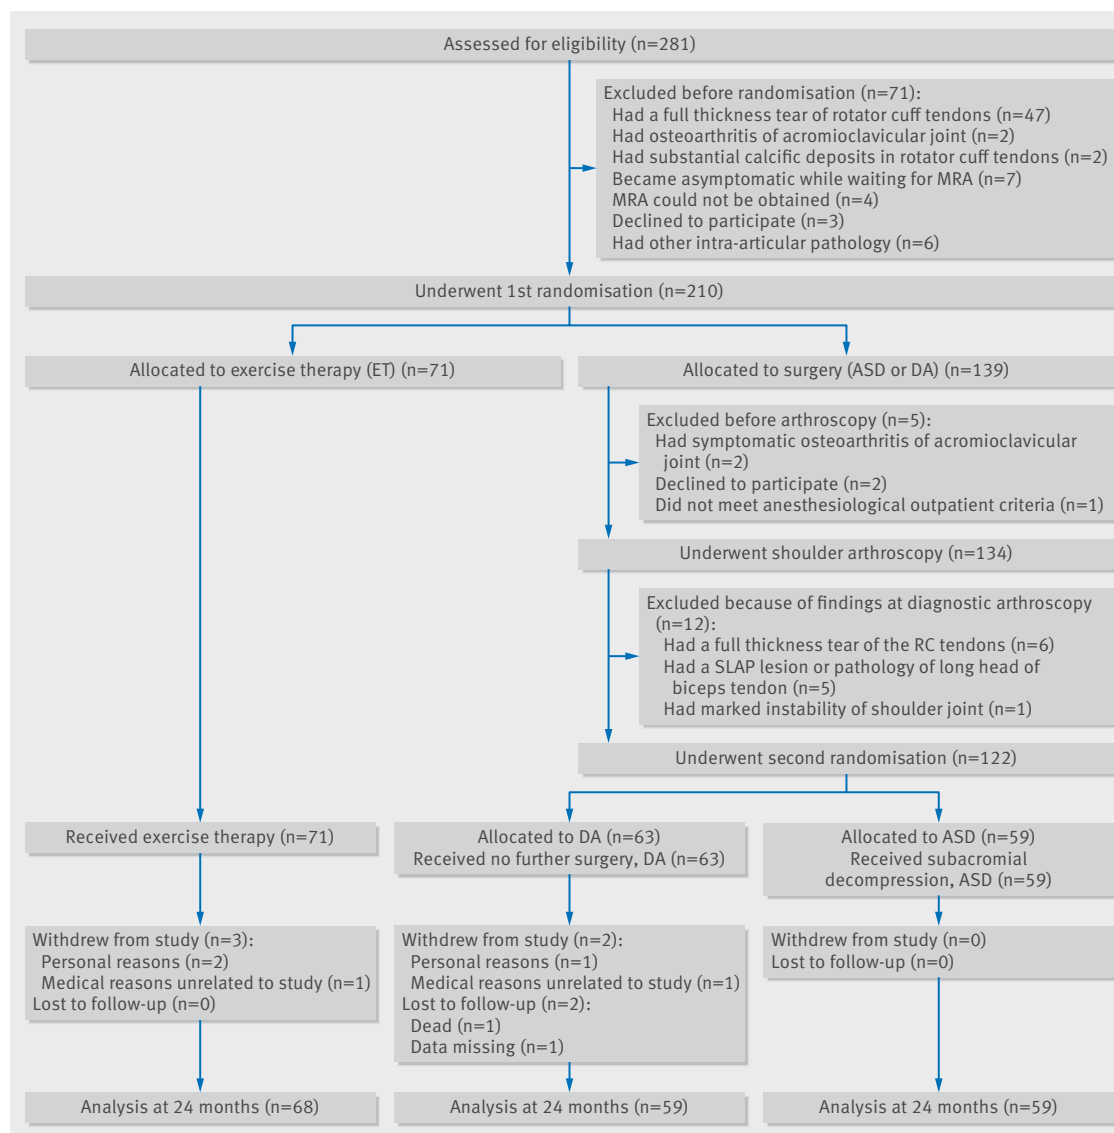 Assessed for eligibility (n=281)
Excluded before randomisation (n=71):
Had a full thickness tear of rotator cuff tendons (n=47)
Had osteoarthritis of acromioclavicular joint (n=2)
Had substantial calcific deposits in rotator cuff tendons (n=2)
Became asymptomatic while waiting for MRA (n=7)
MRA could not be obtained (n=4)
Declined to participate (n=3)
Had other intra-articular pathology (n=6)
Underwent 1st randomisation (n=210)
Allocated to exercise therapy (ET) (n=71)
Allocated to surgery (ASD or DA) (n=139)
Excluded before arthroscopy (n=5):
Had symptomatic osteoarthritis of acromioclavicular
joint (n=2)
Declined to participate (n=2)
Did not meet anesthesiological outpatient criteria (n=1)
Underwent shoulder arthroscopy (n=134)
Excluded because of findings at diagnostic arthroscopy
(n=12):
Had a full thickness tear of the RC tendons (n=6)
Had a SLAP lesion or pathology of long head of
biceps tendon (n=5)
Had marked instability of shoulder joint (n=1)
Underwent second randomisation (n=122)
Received exercise therapy (n=71)
Allocated to DA (n=63)
Received no further surgery, DA (n=63)
Allocated to ASD (n=59)
Received subacromial
decompression, ASD (n=59)
Withdrew from study (n=3):
Personal reasons (n=2)
Medical reasons unrelated to study (n=1)
Lost to follow-up (n=0)
Withdrew from study (n=2):
Personal reasons (n=1)
Medical reasons unrelated to study (n=1)
Lost to follow-up (n=2):
Dead (n=1)
Data missing (n=1)
Withdrew from study (n=0)
Lost to follow-up (n=0)
Analysis at 24 months (n=68)
Analysis at 24 months (n=59)
Analysis at 24 months (n=59)